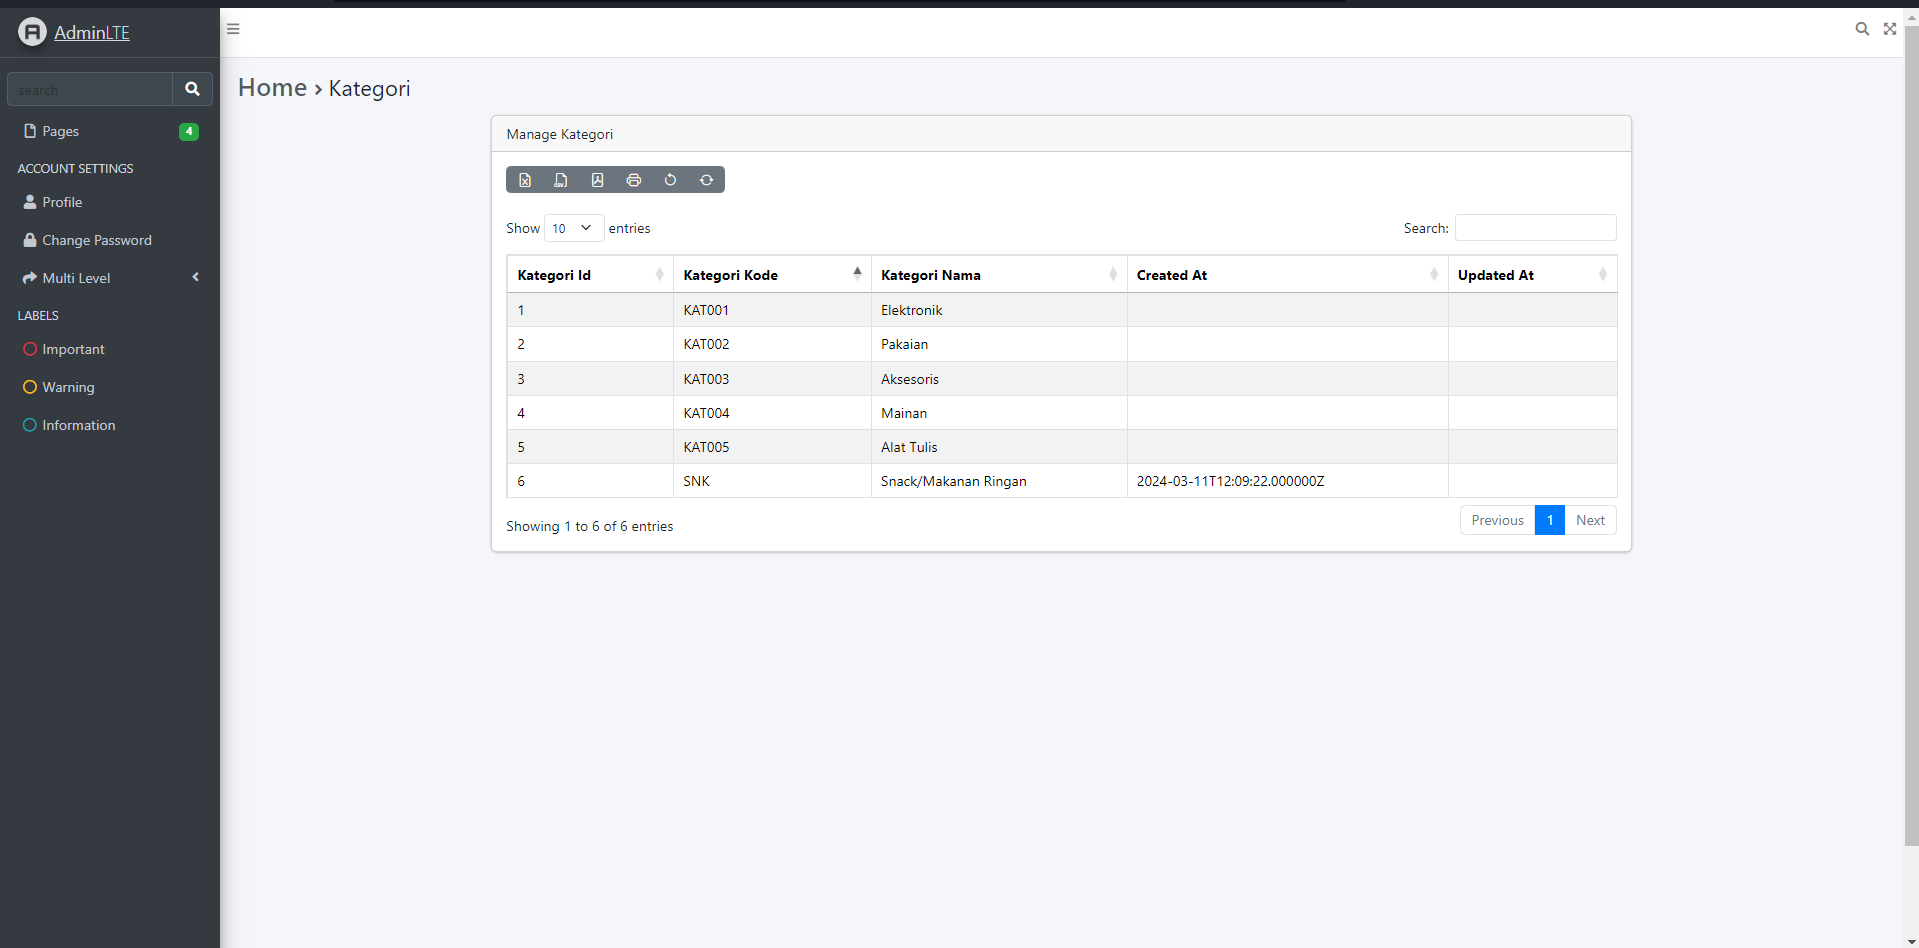 AdminLTE
search
Pages 4
ACCOUNT SETTINGS
Profile
Change Password
Multi Level
LABELS
Important
Warning
Information
Home › Kategori
Manage Kategori
Show 10 entries Search:
Kategori Id Kategori Kode Kategori Nama Created At Updated At
1 KAT001 Elektronik
2 KAT002 Pakaian
3 KAT003 Aksesoris
4 KAT004 Mainan
5 KAT005 Alat Tulis
6 SNK Snack/Makanan Ringan 2024-03-11T12:09:22.000000Z
Showing 1 to 6 of 6 entries Previous 1 Next